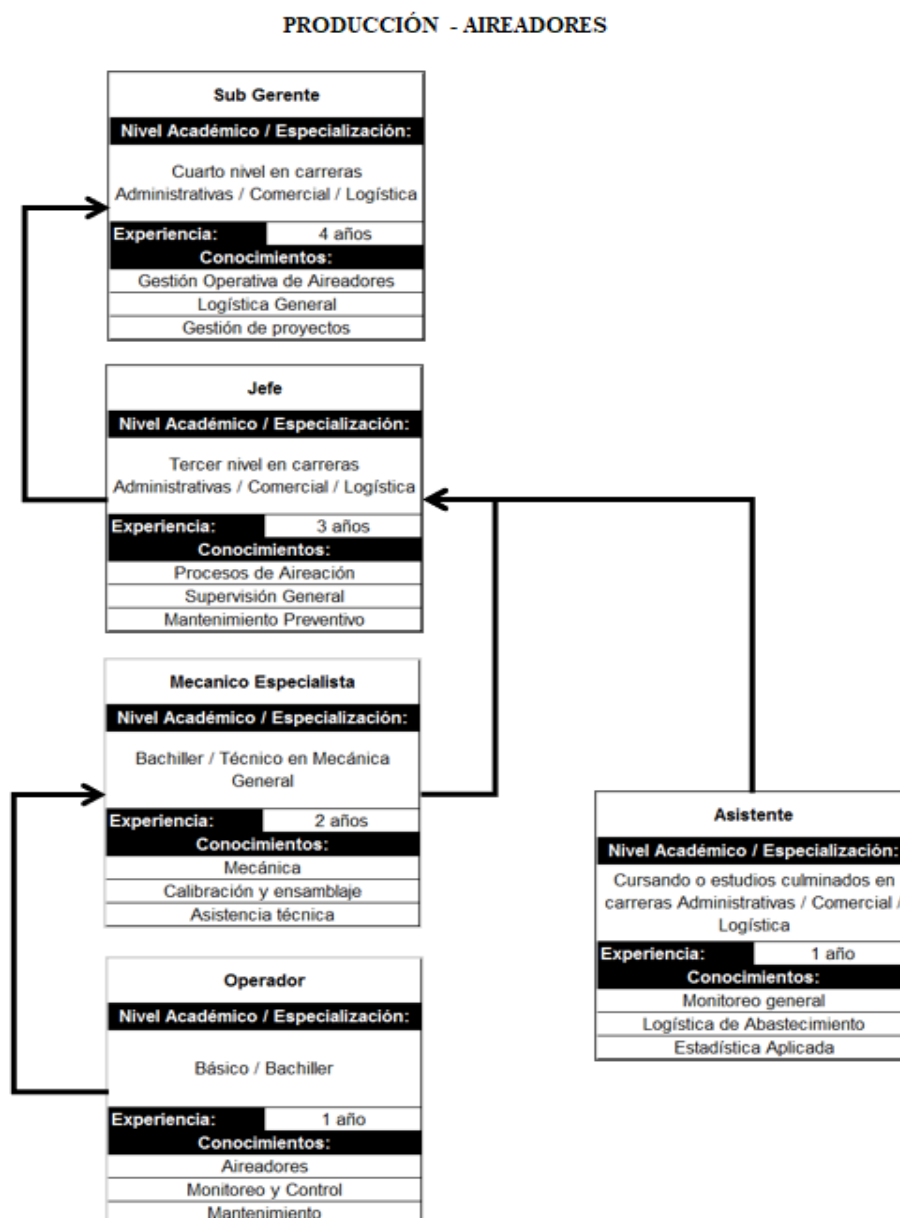 PRODUCCIÓN - AIREADORES
Sub Gerente
Nivel Académico / Especialización:
Cuarto nivel en carreras
Administrativas / Comercial / Logística
Experiencia: 4 años
Conocimientos:
Gestión Operativa de Aireadores
Logística General
Gestión de proyectos
Jefe
Nivel Académico / Especialización:
Tercer nivel en carreras
Administrativas / Comercial / Logística
Experiencia: 3 años
Conocimientos:
Procesos de Aireación
Supervisión General
Mantenimiento Preventivo
Mecanico Especialista
Nivel Académico / Especialización:
Bachiller / Técnico en Mecánica
General
Experiencia: 2 años
Conocimientos:
Mecánica
Calibración y ensamblaje
Asistencia técnica
Asistente
Nivel Académico / Especialización:
Cursando o estudios culminados en
carreras Administrativas / Comercial /
Logística
Experiencia: 1 año
Conocimientos:
Monitoreo general
Logística de Abastecimiento
Estadística Aplicada
Operador
Nivel Académico / Especialización:
Básico / Bachiller
Experiencia: 1 año
Conocimientos:
Aireadores
Monitoreo y Control
Mantenimiento